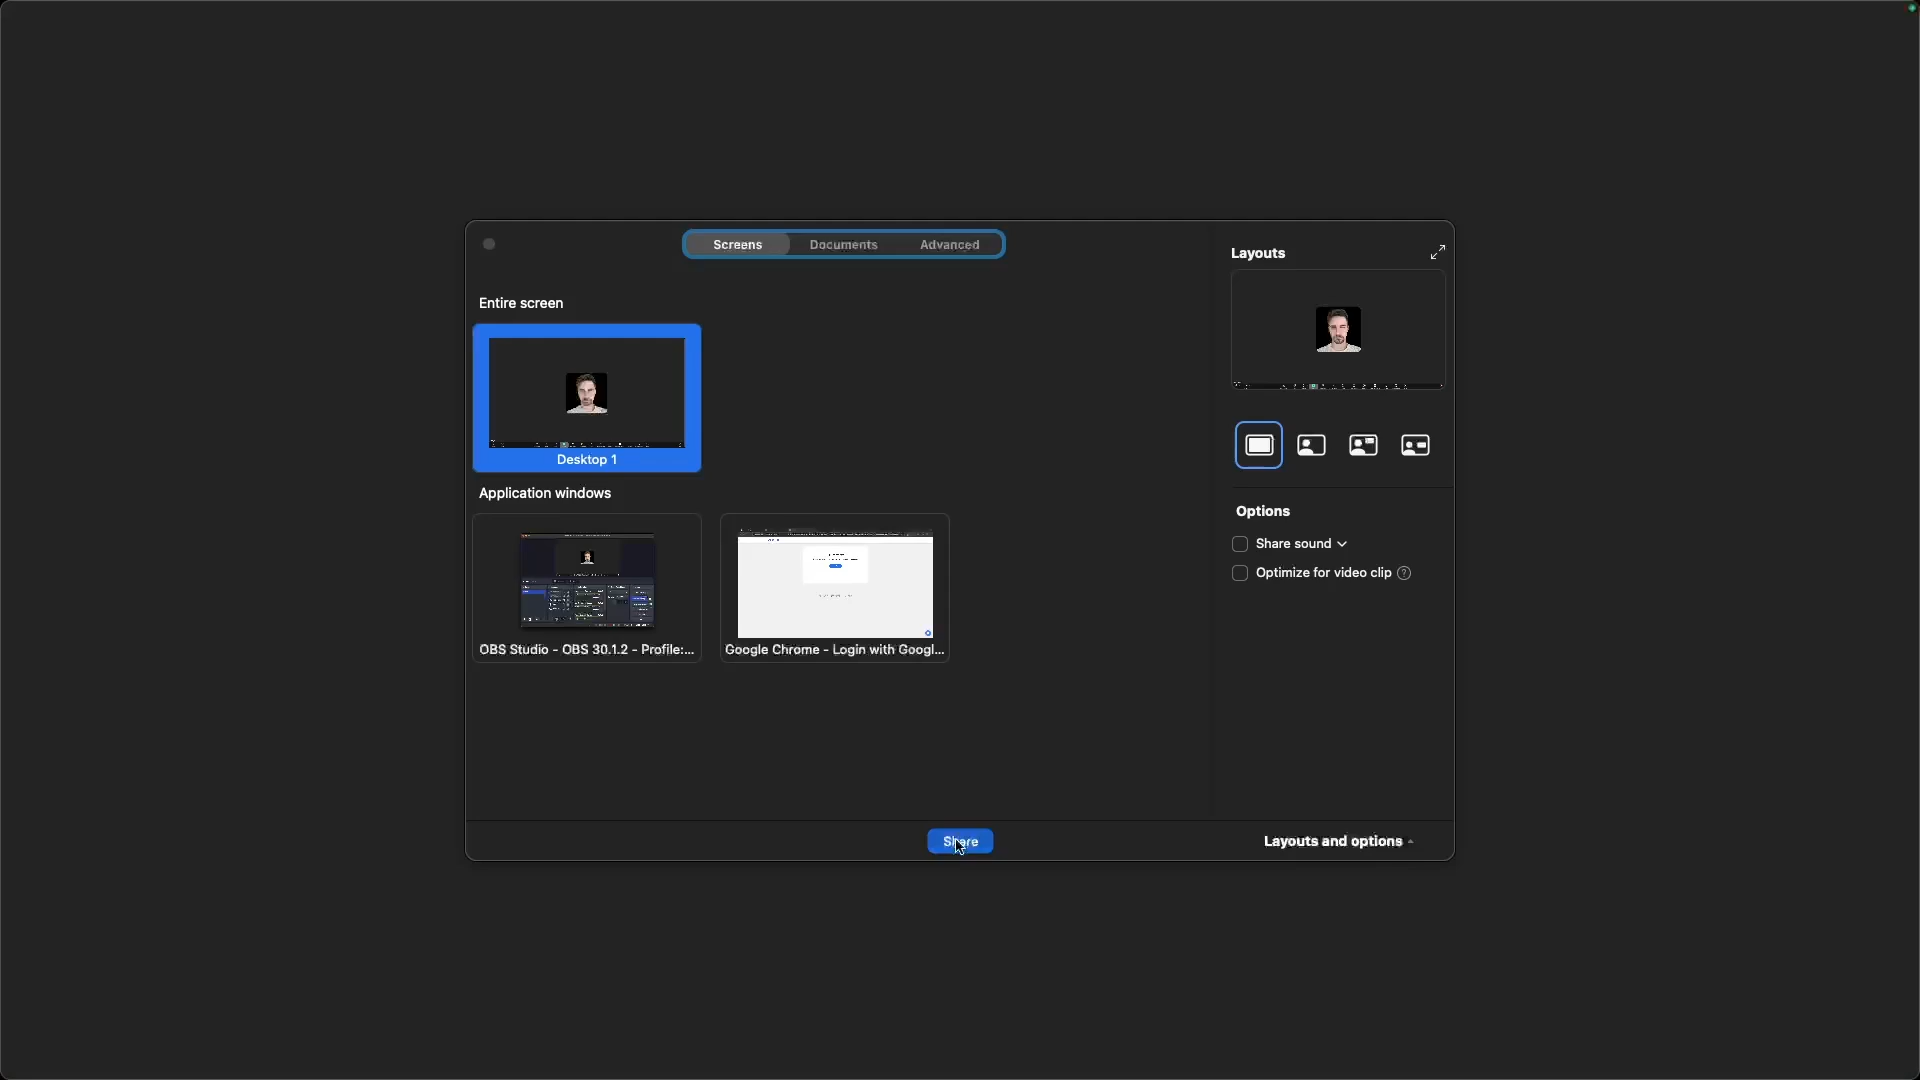 Screens Documents Advanced
Layouts
Entire screen
Desktop 1
Application windows
OBS Studio - OBS 30.1.2 - Profile:...
Google Chrome - Login with Googl...
Options
Share sound
Optimize for video clip ?
Share
Layouts and options